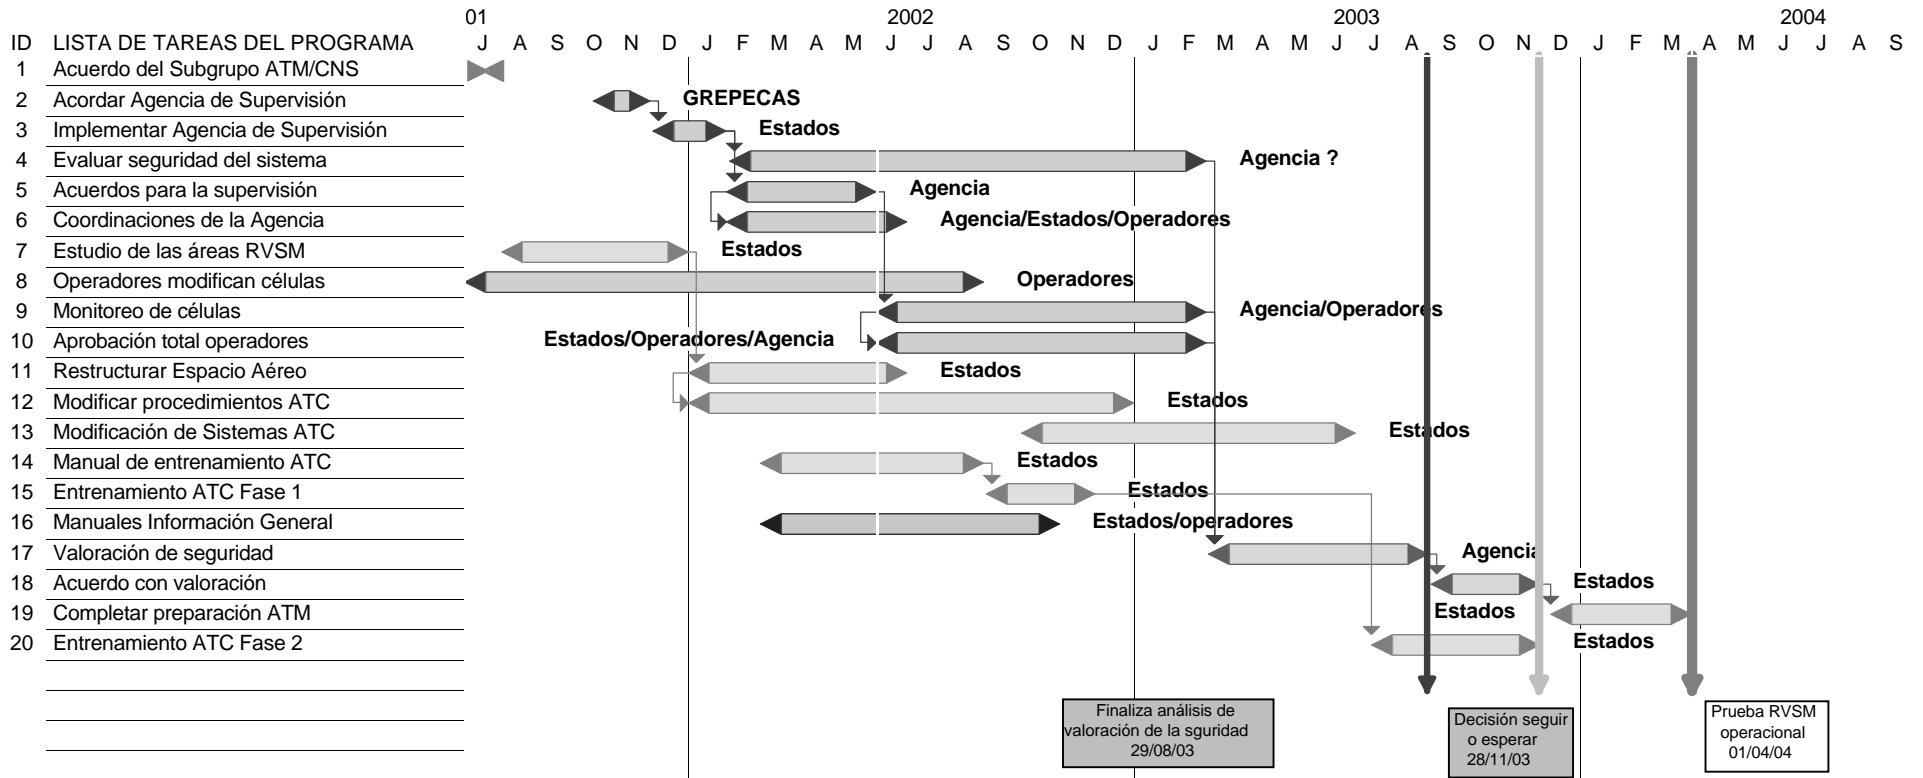 01 2002 2003 2004
ID LISTA DE TAREAS DEL PROGRAMA J A S O N D J F M A M J J A S O N D J F M A M J J A S O N D J F M A M J J A S
1 Acuerdo del Subgrupo ATM/CNS
2 Acordar Agencia de Supervisión GREPECAS
3 Implementar Agencia de Supervisión Estados
4 Evaluar seguridad del sistema Agencia ?
5 Acuerdos para la supervisión Agencia
6 Coordinaciones de la Agencia Agencia/Estados/Operadores
7 Estudio de las áreas RVSM Estados
8 Operadores modifican células Operadores
9 Monitoreo de células Agencia/Operadores
10 Aprobación total operadores Estados/Operadores/Agencia
11 Restructurar Espacio Aéreo Estados
12 Modificar procedimientos ATC Estados
13 Modificación de Sistemas ATC Estados
14 Manual de entrenamiento ATC Estados
15 Entrenamiento ATC Fase 1 Estados
16 Manuales Información General Estados/operadores
17 Valoración de seguridad Agencia
18 Acuerdo con valoración Estados
19 Completar preparación ATM Estados
20 Entrenamiento ATC Fase 2 Estados
Finaliza análisis de
valoración de la sguridad
29/08/03
Decisión seguir
o esperar
28/11/03
Prueba RVSM
operacional
01/04/04